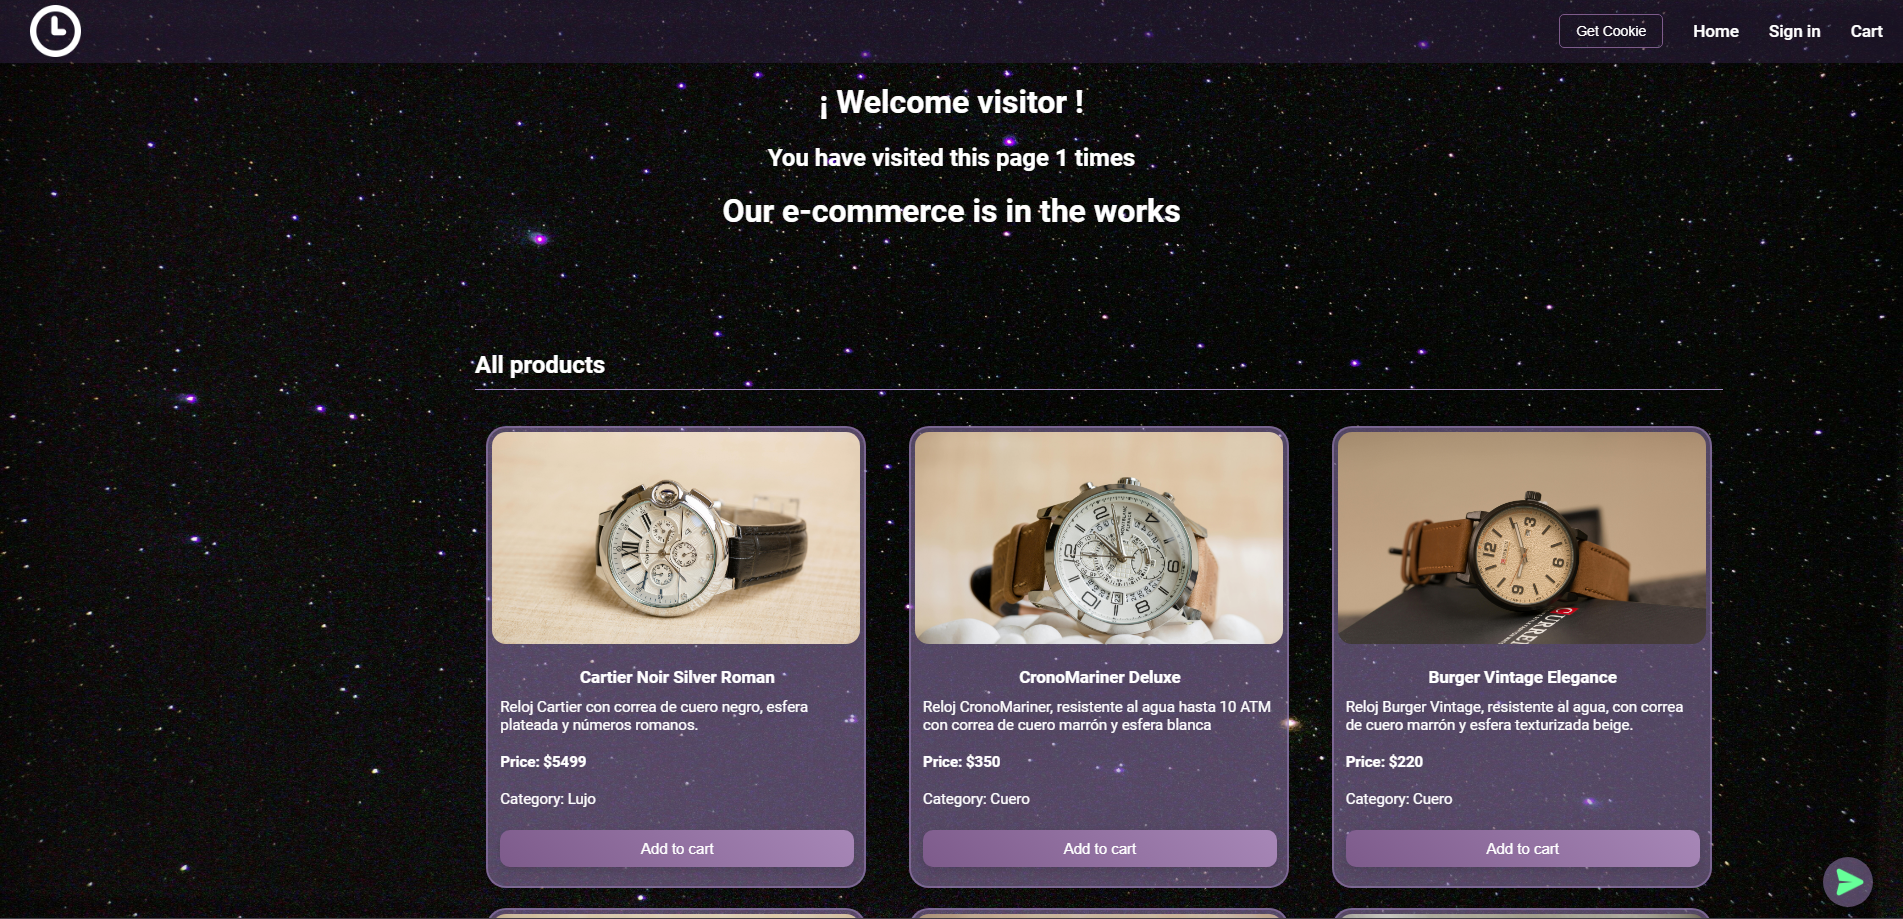 Get Cookie
Home
Sign in
Cart
¡ Welcome visitor !
You have visited this page 1 times
Our e-commerce is in the works
All products
Cartier Noir Silver Roman
Reloj Cartier con correa de cuero negro, esfera
plateada y números romanos.
Price: $5499
Category: Lujo
Add to cart
CronoMariner Deluxe
Reloj CronoMariner, resistente al agua hasta 10 ATM
con correa de cuero marrón y esfera blanca
Price: $350
Category: Cuero
Add to cart
Burger Vintage Elegance
Reloj Burger Vintage, resistente al agua, con correa
de cuero marrón y esfera texturizada beige.
Price: $220
Category: Cuero
Add to cart